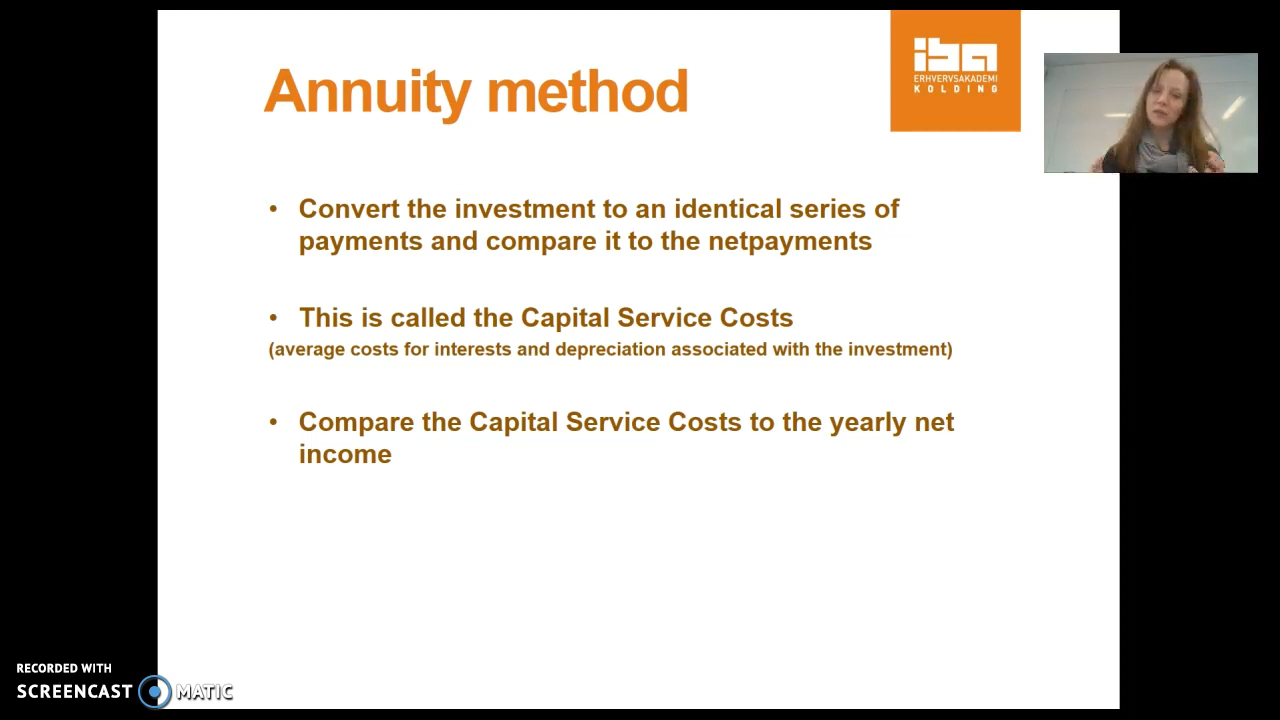 Annuity method
iba
ERHVERVSAKADEMI
KOLDING
• Convert the investment to an identical series of
payments and compare it to the netpayments
• This is called the Capital Service Costs
(average costs for interests and depreciation associated with the investment)
• Compare the Capital Service Costs to the yearly net
income
RECORDED WITH
SCREENCAST MATIC